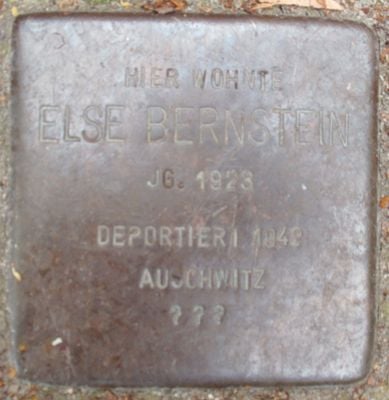 HIER WOHNTE
ELSE BERNSTEIN
JG. 1923
DEPORTIERT 1942
AUSCHWITZ
? ? ?